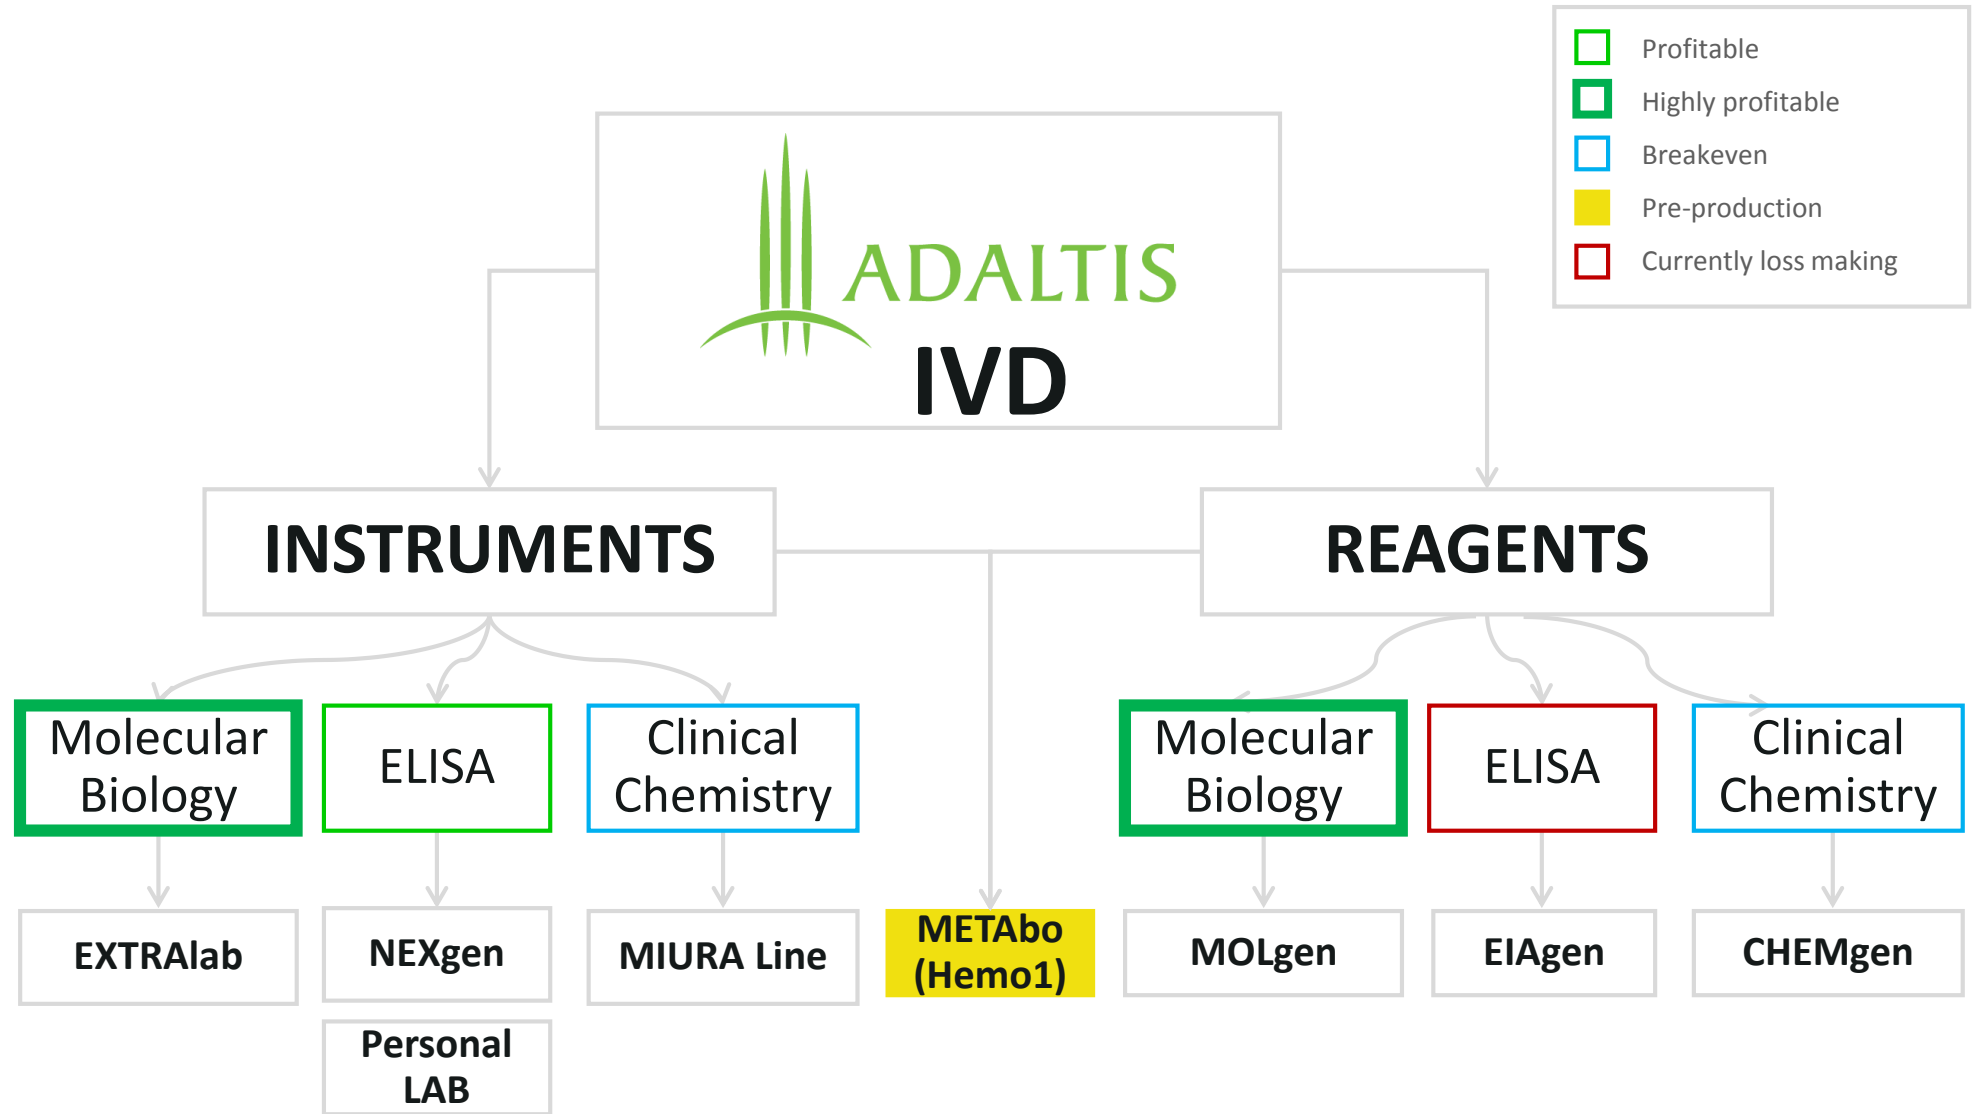 Profitable
Highly profitable
Breakeven
Pre-production
Currently loss making
ADALTIS
IVD
INSTRUMENTS
REAGENTS
Molecular
Biology
ELISA
Clinical
Chemistry
Molecular
Biology
ELISA
Clinical
Chemistry
EXTRAlab
NEXgen
MIURA Line
METAbo
(Hemo1)
MOLgen
EIAgen
CHEMgen
Personal
LAB